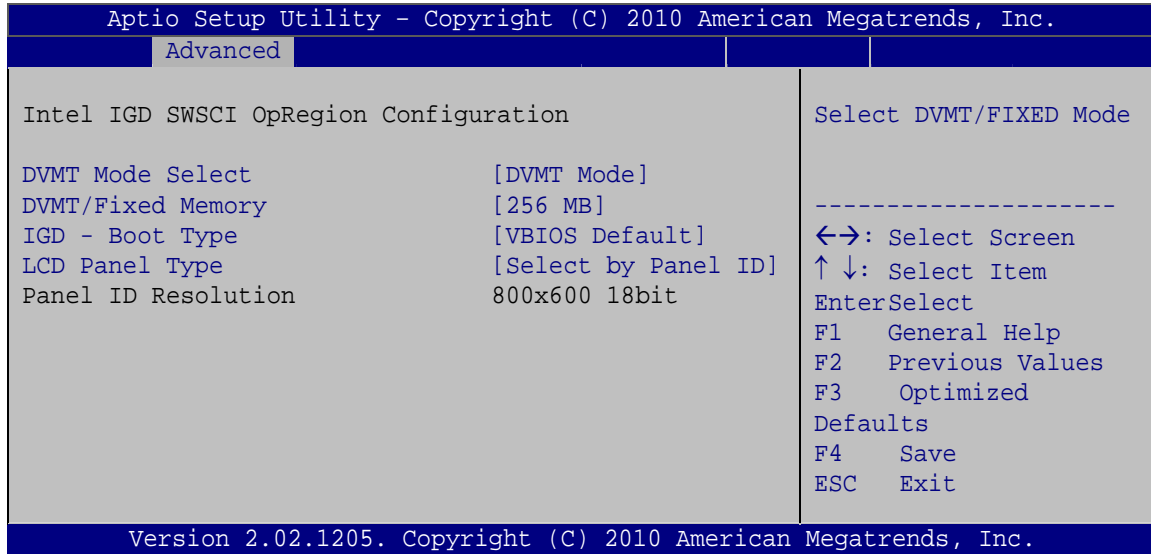 Aptio Setup Utility – Copyright (C) 2010 American Megatrends, Inc.
Advanced
Intel IGD SWSCI OpRegion Configuration
DVMT Mode Select [DVMT Mode]
DVMT/Fixed Memory [256 MB]
IGD - Boot Type [VBIOS Default]
LCD Panel Type [Select by Panel ID]
Panel ID Resolution 800x600 18bit
Select DVMT/FIXED Mode
---------------------
←→: Select Screen
↑ ↓: Select Item
EnterSelect
F1 General Help
F2 Previous Values
F3 Optimized
Defaults
F4 Save
ESC Exit
Version 2.02.1205. Copyright (C) 2010 American Megatrends, Inc.